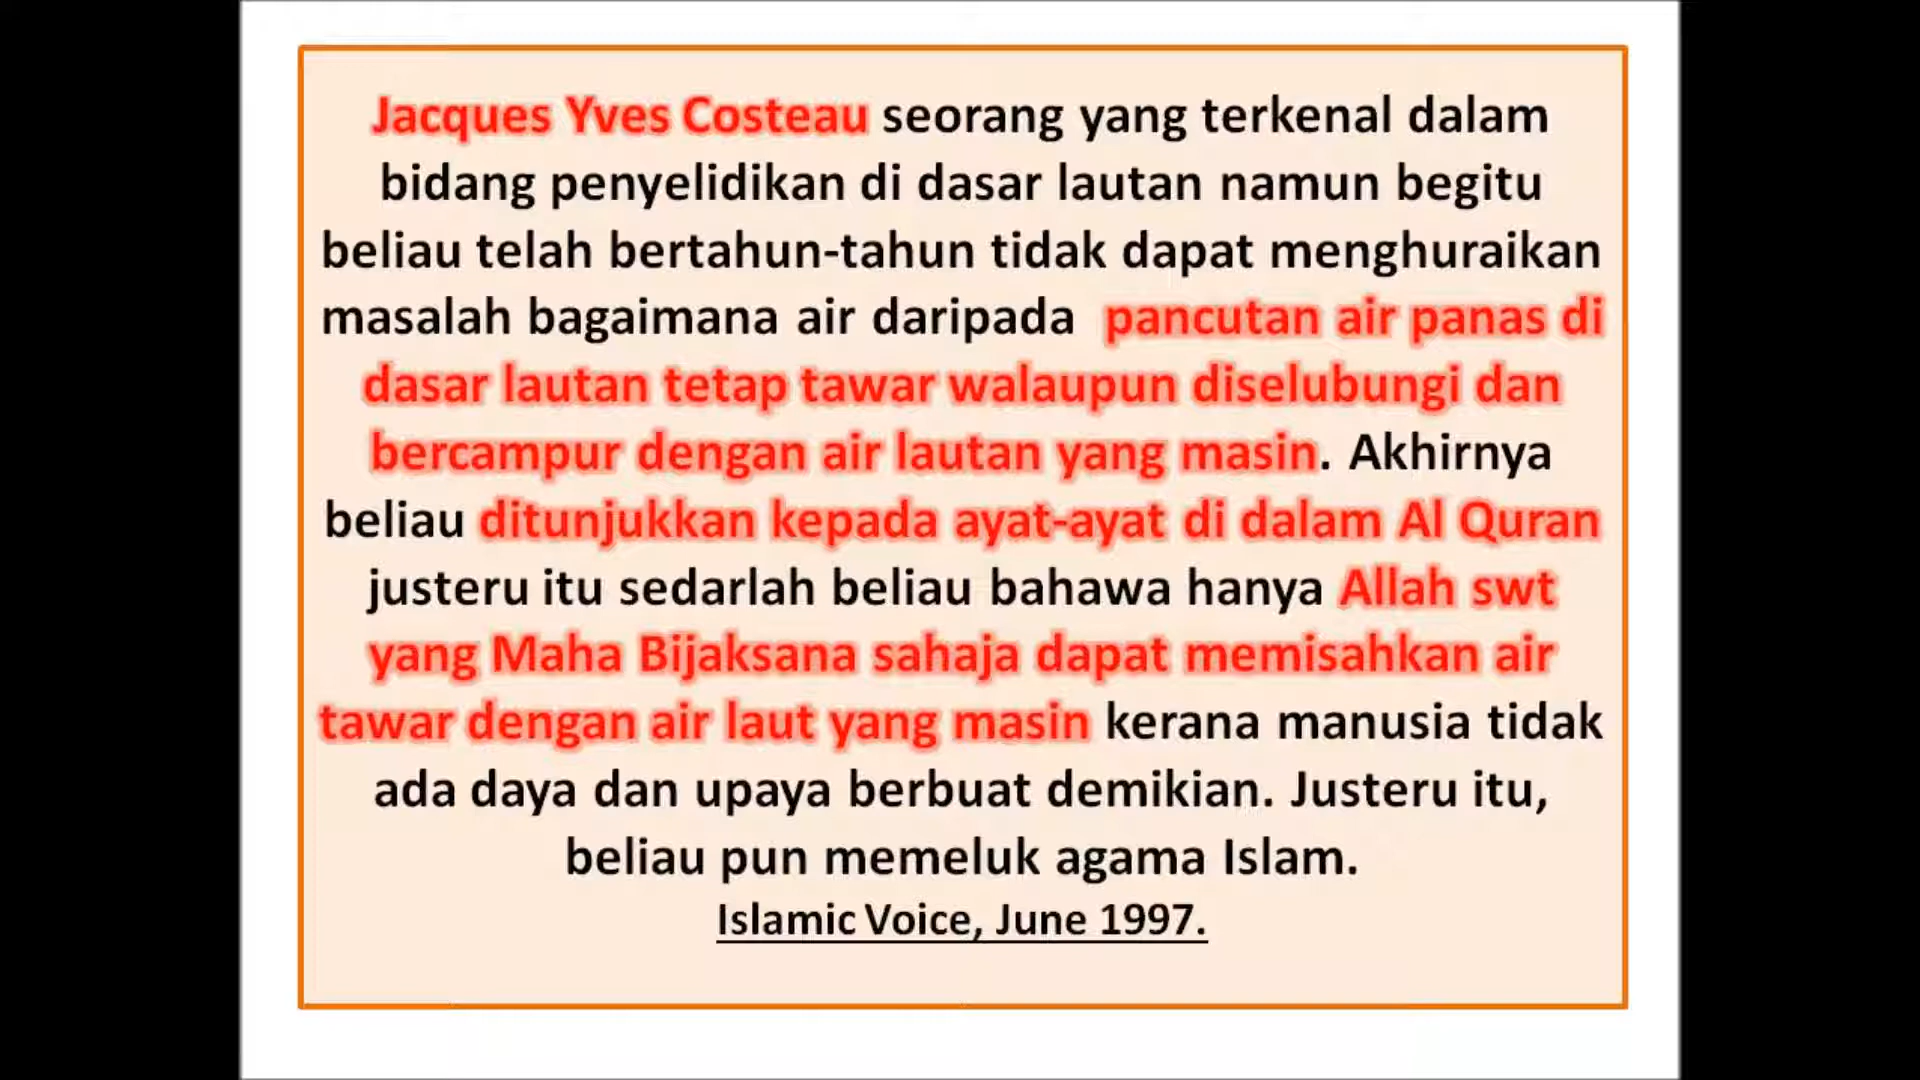 Jacques Yves Costeau seorang yang terkenal dalam
bidang penyelidikan di dasar lautan namun begitu
beliau telah bertahun-tahun tidak dapat menghuraikan
masalah bagaimana air daripada pancutan air panas di
dasar lautan tetap tawar walaupun diselubungi dan
bercampur dengan air lautan yang masin. Akhirnya
beliau ditunjukkan kepada ayat-ayat di dalam Al Quran
justeru itu sedarlah beliau bahawa hanya Allah swt
yang Maha Bijaksana sahaja dapat memisahkan air
tawar dengan air laut yang masin kerana manusia tidak
ada daya dan upaya berbuat demikian. Justeru itu,
beliau pun memeluk agama Islam.
Islamic Voice, June 1997.